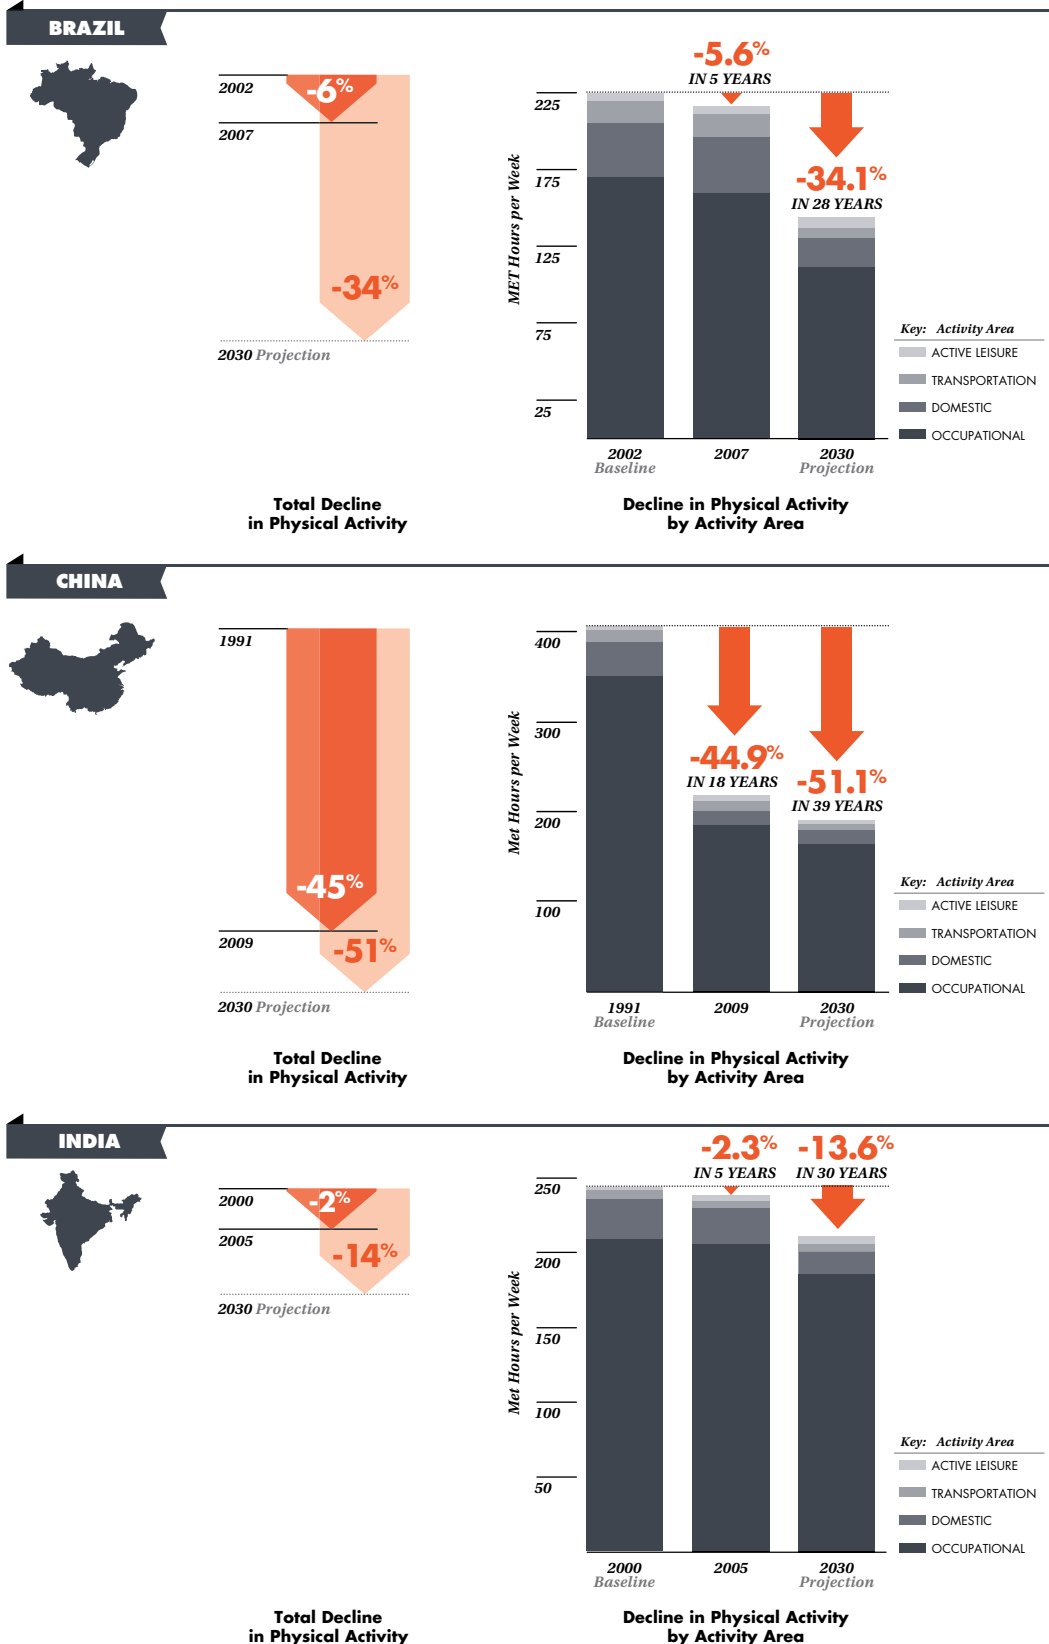 BRAZIL
2002
-6%
2007
-34%
2030 Projection
Total Decline
in Physical Activity
-5.6%
IN 5 YEARS
-34.1%
IN 28 YEARS
MET Hours per Week
225
175
125
75
25
2002
Baseline
2007
2030
Projection
Key: Activity Area
ACTIVE LEISURE
TRANSPORTATION
DOMESTIC
OCCUPATIONAL
Decline in Physical Activity
by Activity Area
CHINA
1991
-45%
2009
-51%
2030 Projection
Total Decline
in Physical Activity
-44.9%
IN 18 YEARS
-51.1%
IN 39 YEARS
Met Hours per Week
400
300
200
100
1991
Baseline
2009
2030
Projection
Key: Activity Area
ACTIVE LEISURE
TRANSPORTATION
DOMESTIC
OCCUPATIONAL
Decline in Physical Activity
by Activity Area
INDIA
2000
-2%
2005
-14%
2030 Projection
Total Decline
in Physical Activity
-2.3%
IN 5 YEARS
-13.6%
IN 30 YEARS
Met Hours per Week
250
200
150
100
50
2000
Baseline
2005
2030
Projection
Key: Activity Area
ACTIVE LEISURE
TRANSPORTATION
DOMESTIC
OCCUPATIONAL
Decline in Physical Activity
by Activity Area